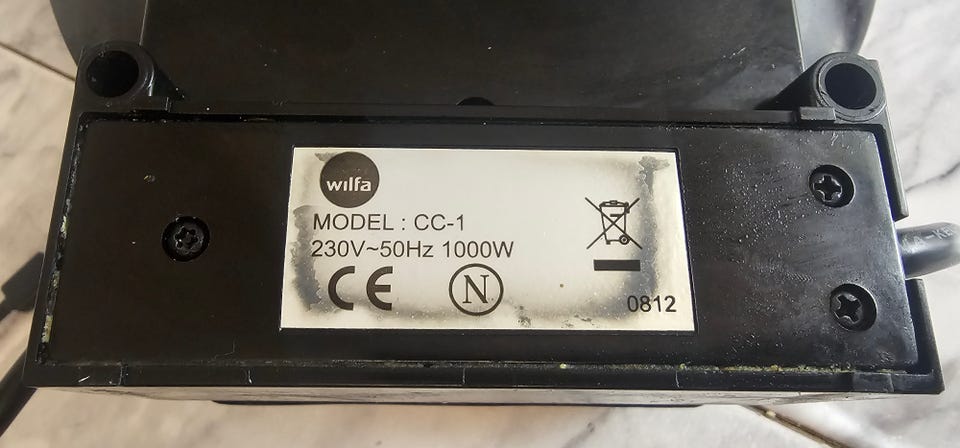 wilfa
MODEL : CC-1
230V~50Hz 1000W
CE
N
0812